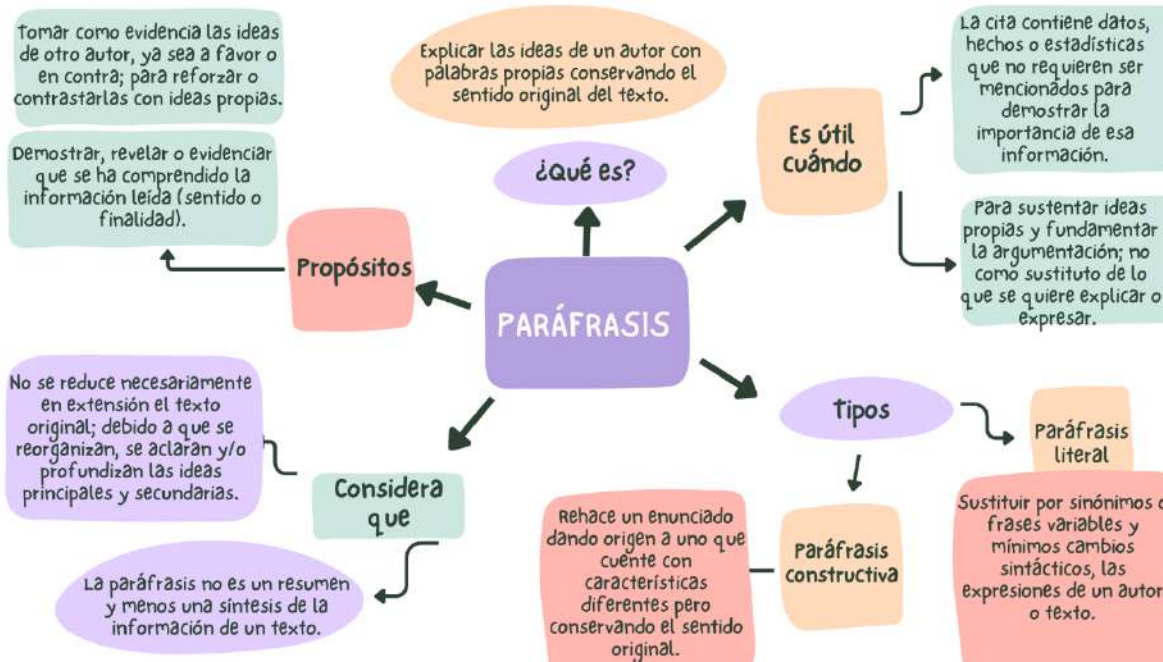 Tomar como evidencia las ideas
de otro autor, ya sea a favor o
en contra; para reforzar o
contrastarlas con ideas propias.
Demostrar, revelar o evidenciar
que se ha comprendido la
información leída (sentido o
finalidad).
Propósitos
Explicar las ideas de un autor con
palabras propias conservando el
sentido original del texto.
¿Qué es?
Es útil
cuándo
La cita contiene datos,
hechos o estadísticas
que no requieren ser
mencionados para
demostrar la
importancia de esa
información.
Para sustentar ideas
propias y fundamentar
la argumentación; no
como sustituto de lo
que se quiere explicar o
expresar.
PARÁFRASIS
No se reduce necesariamente
en extensión el texto
original; debido a que se
reorganizan, se aclaran y/o
profundizan las ideas
principales y secundarias.
Considera
que
La paráfrasis no es un resumen
y menos una síntesis de la
información de un texto.
Tipos
Paráfrasis
literal
Sustituir por sinónimos o
frases variables y
mínimos cambios
sintácticos, las
expresiones de un autor
o texto.
Paráfrasis
constructiva
Rehace un enunciado
dando origen a uno que
cuente con
características
diferentes pero
conservando el sentido
original.